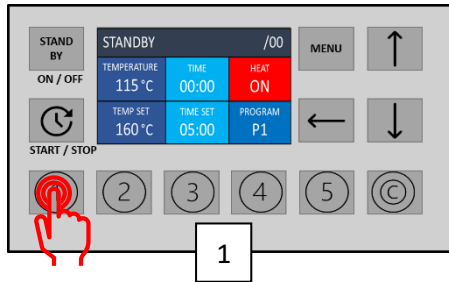 STAND
BY
ON / OFF
START / STOP
STANDBY /00
TEMPERATURE TIME HEAT
115°C 00:00 ON
TEMP SET TIME SET PROGRAM
160°C 05:00 P1
MENU
2 3 4 5 C
1